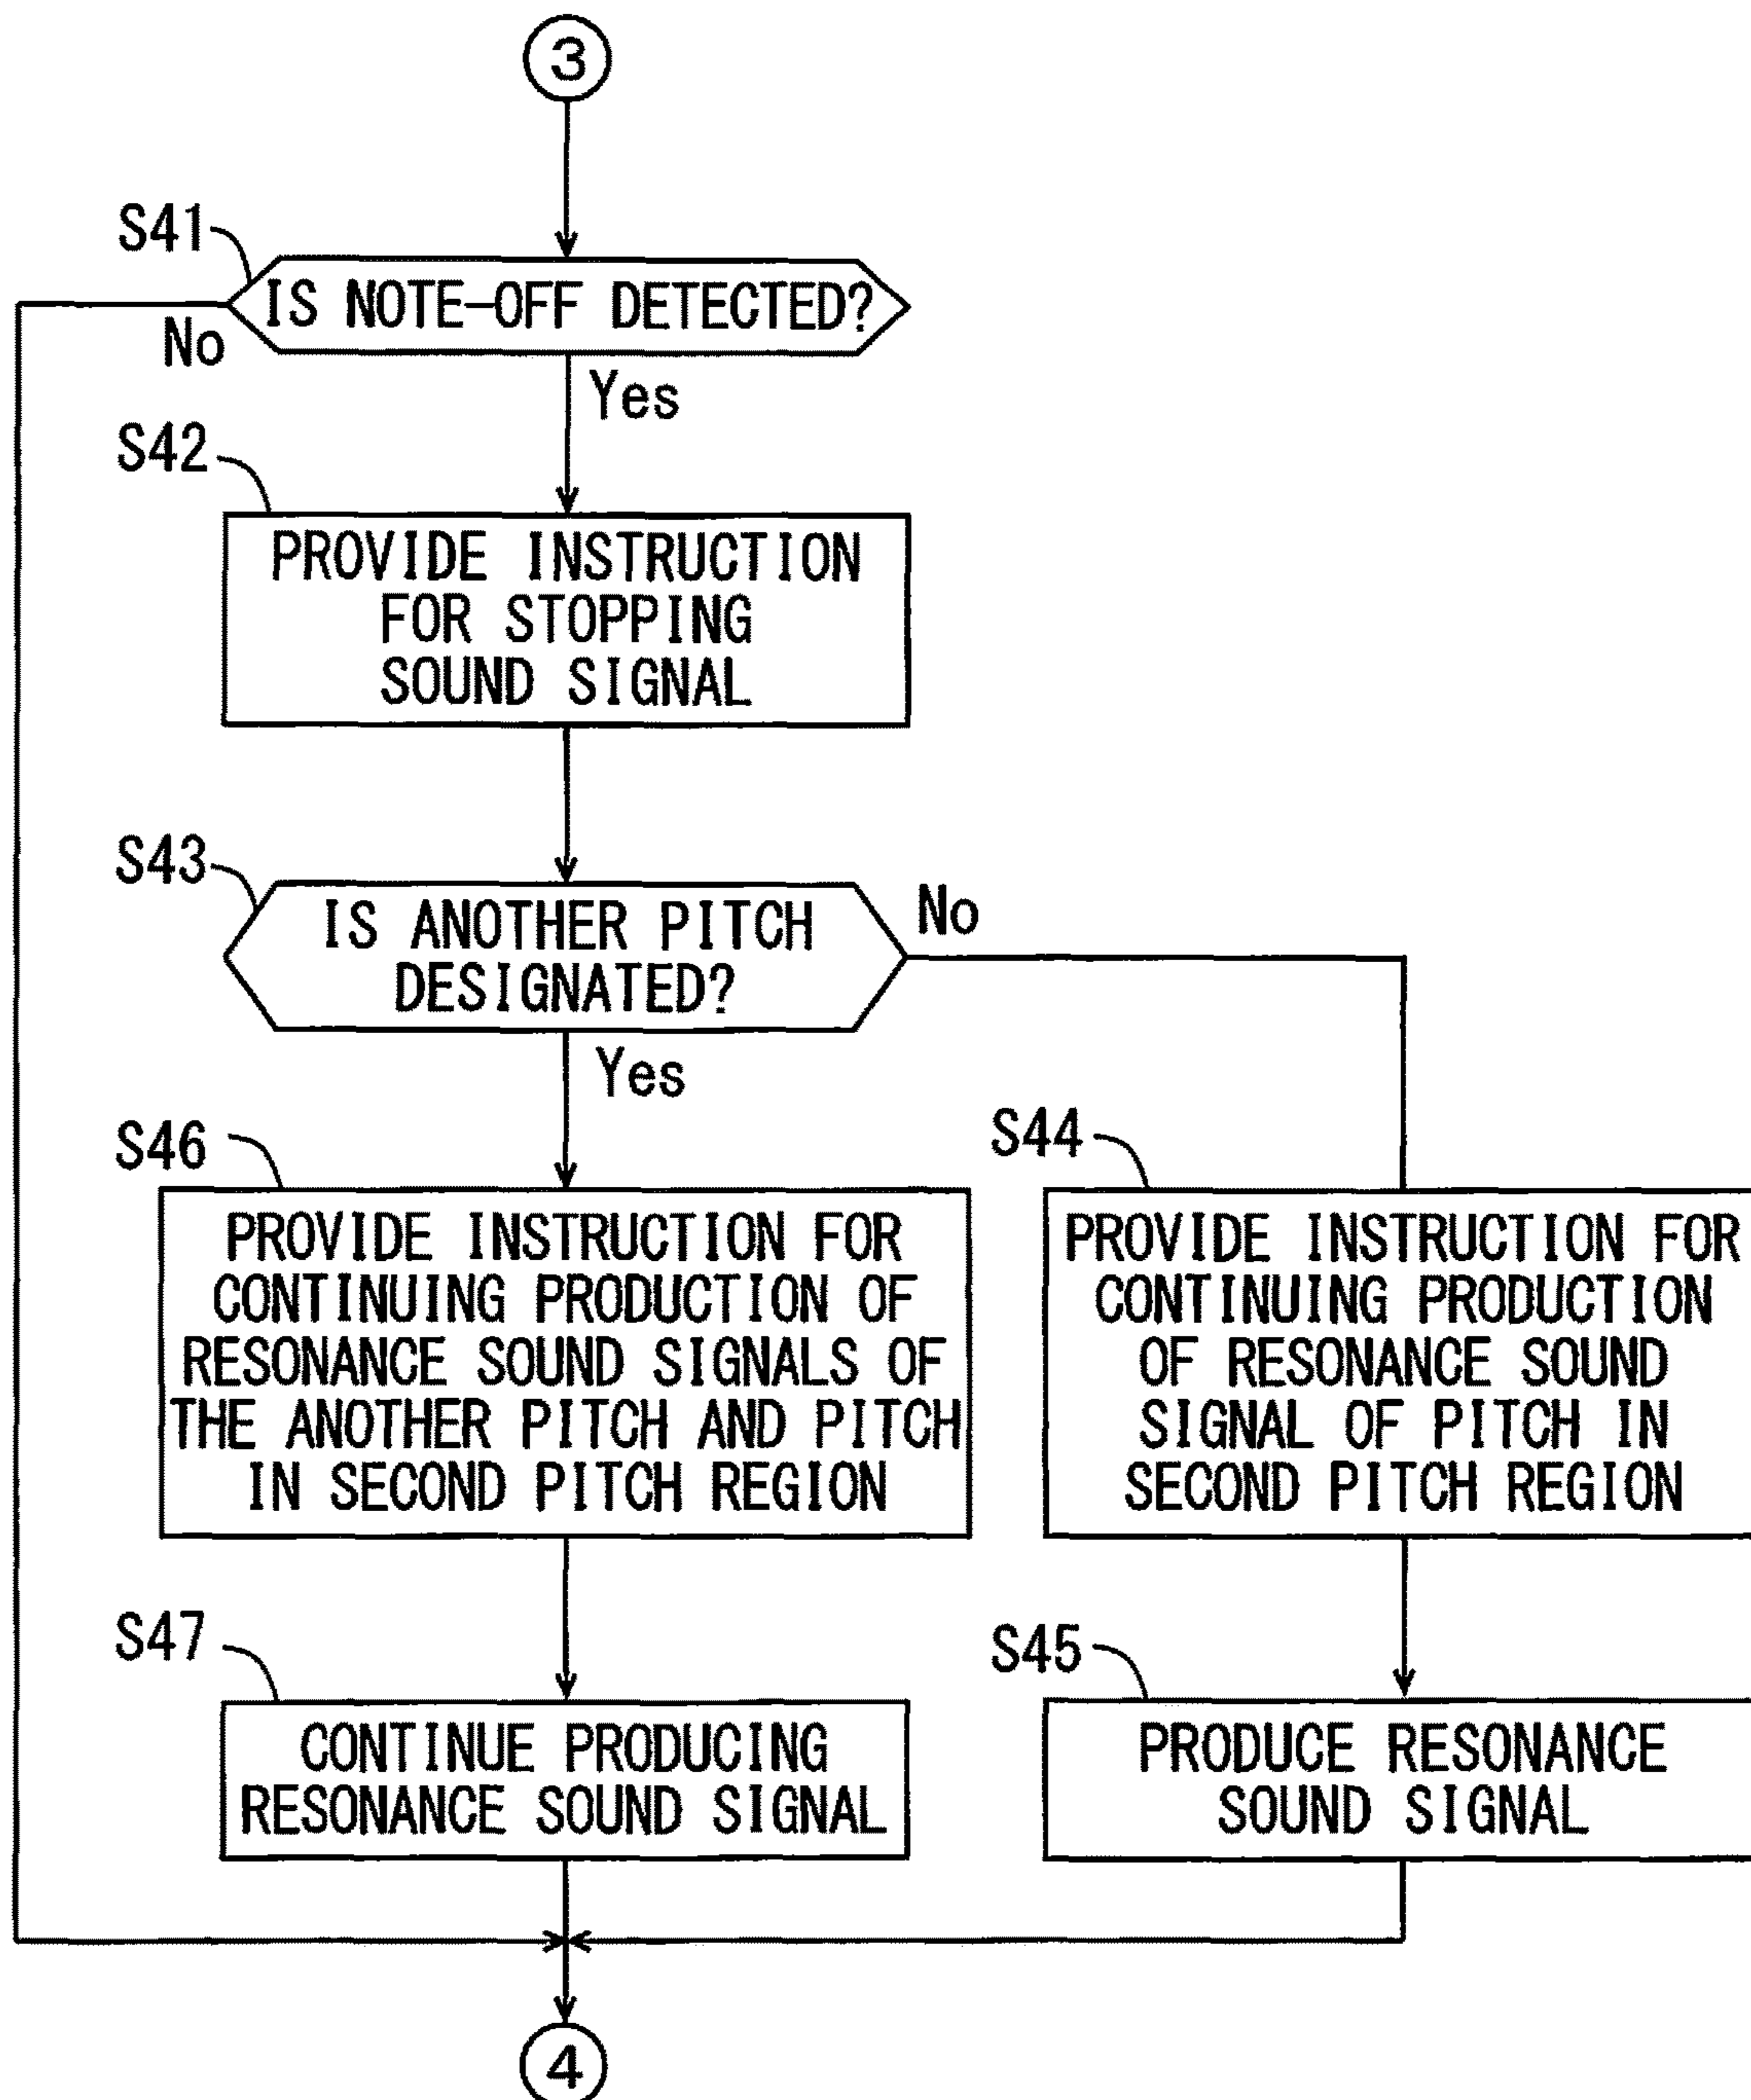 3
S41
IS NOTE-OFF DETECTED?
No
Yes
S42
PROVIDE INSTRUCTION
FOR STOPPING
SOUND SIGNAL
S43
IS ANOTHER PITCH
DESIGNATED?
No
Yes
S46
PROVIDE INSTRUCTION FOR
CONTINUING PRODUCTION OF
RESONANCE SOUND SIGNALS OF
THE ANOTHER PITCH AND PITCH
IN SECOND PITCH REGION
S44
PROVIDE INSTRUCTION FOR
CONTINUING PRODUCTION
OF RESONANCE SOUND
SIGNAL OF PITCH IN
SECOND PITCH REGION
S47
CONTINUE PRODUCING
RESONANCE SOUND SIGNAL
S45
PRODUCE RESONANCE
SOUND SIGNAL
4